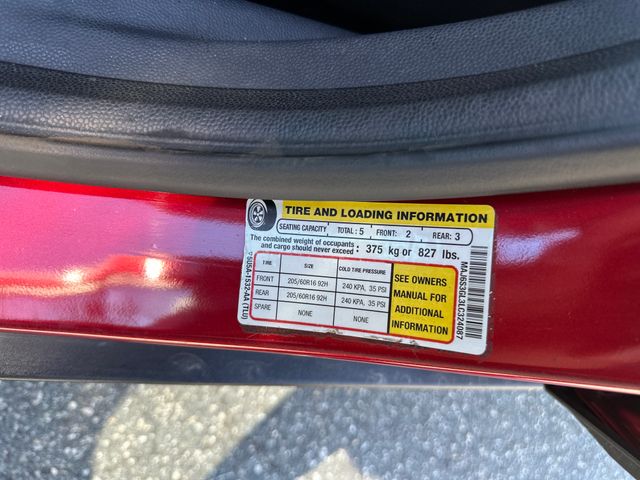 TIRE AND LOADING INFORMATION
SEATING CAPACITY TOTAL : 5 FRONT: 2 REAR: 3
The combined weight of occupants
and cargo should never exceed : 375 kg or 827 lbs.
TIRE SIZE COLD TIRE PRESSURE
FRONT 205/60R16 92H 240 KPA, 35 PSI
REAR 205/60R16 92H 240 KPA, 35 PSI
SPARE NONE NONE
SEE OWNERS
MANUAL FOR
ADDITIONAL
INFORMATION